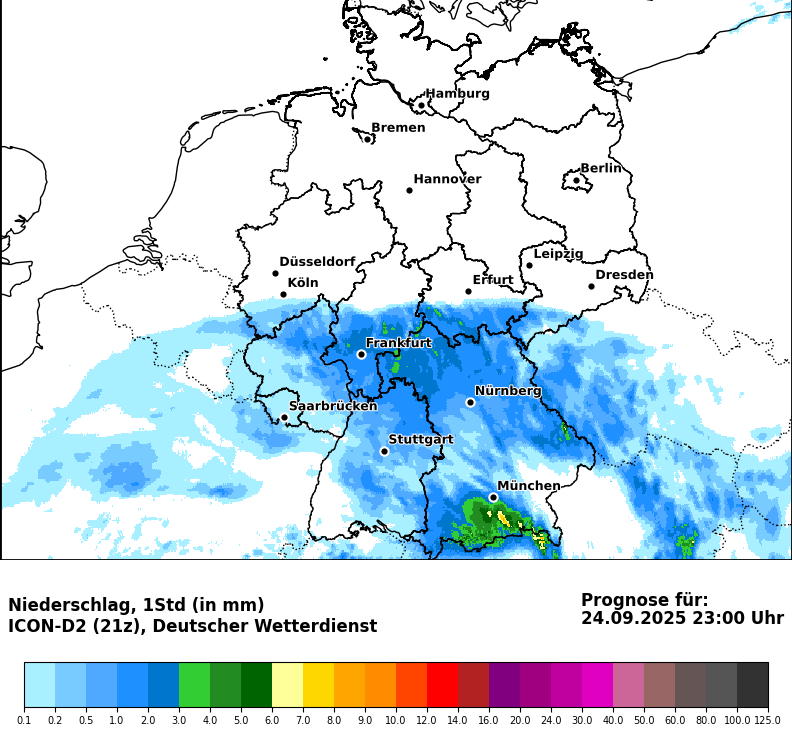 Hamburg
Bremen
Berlin
Hannover
Leipzig
Düsseldorf
Dresden
Köln
Erfurt
Frankfurt
Nürnberg
Saarbrücken
Stuttgart
München
Niederschlag, 1Std (in mm)
ICON-D2 (21z), Deutscher Wetterdienst
Prognose für:
24.09.2025 23:00 Uhr
0.1 0.2 0.5 1.0 2.0 3.0 4.0 5.0 6.0 7.0 8.0 9.0 10.0 12.0 14.0 16.0 20.0 24.0 30.0 40.0 50.0 60.0 80.0 100.0 125.0